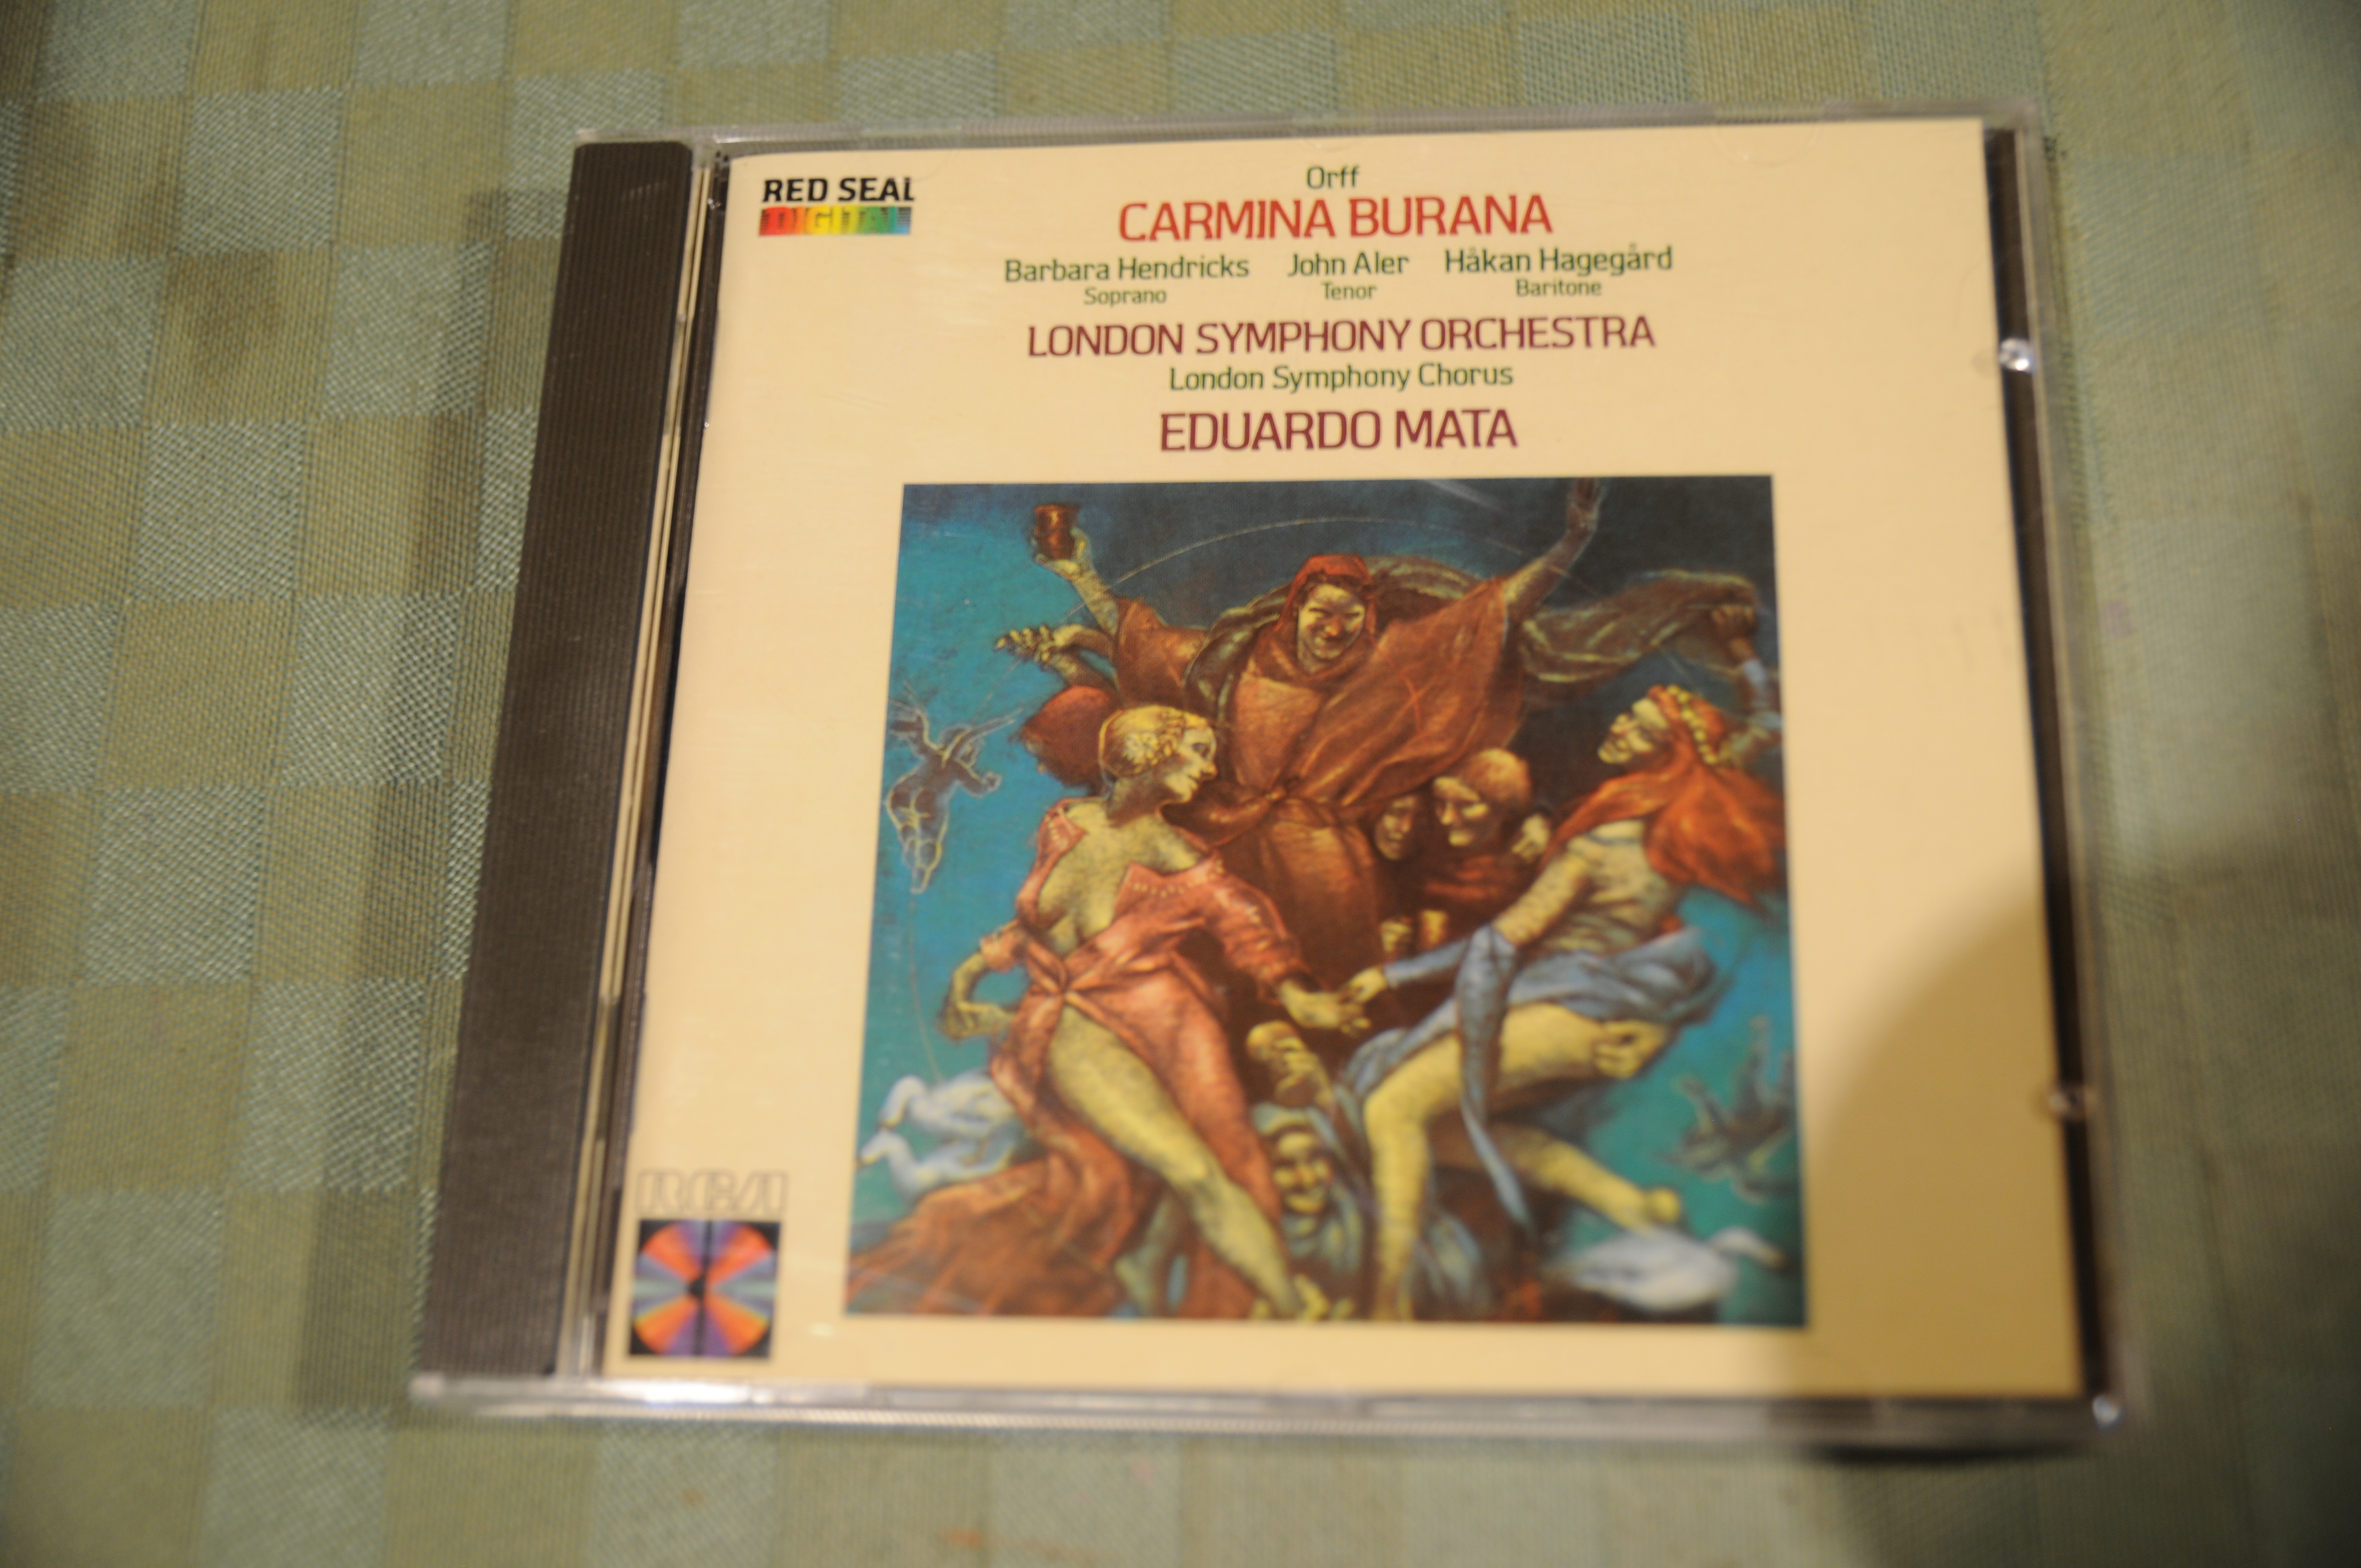 RED SEAL
DIGITAL
Orff
CARMINA BURANA
Barbara Hendricks John Aler Håkan Hagegård
Soprano Tenor Baritone
LONDON SYMPHONY ORCHESTRA
London Symphony Chorus
EDUARDO MATA
RCA